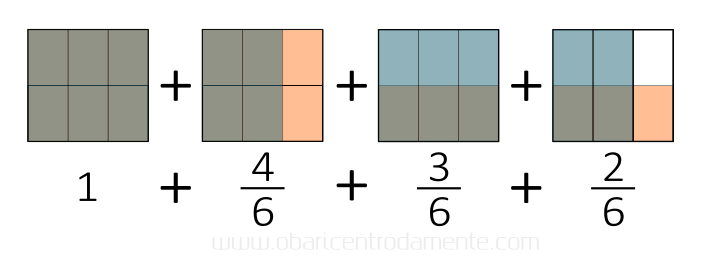 + + +
1 + 4/6 + 3/6 + 2/6
www.obaricentrodamente.com